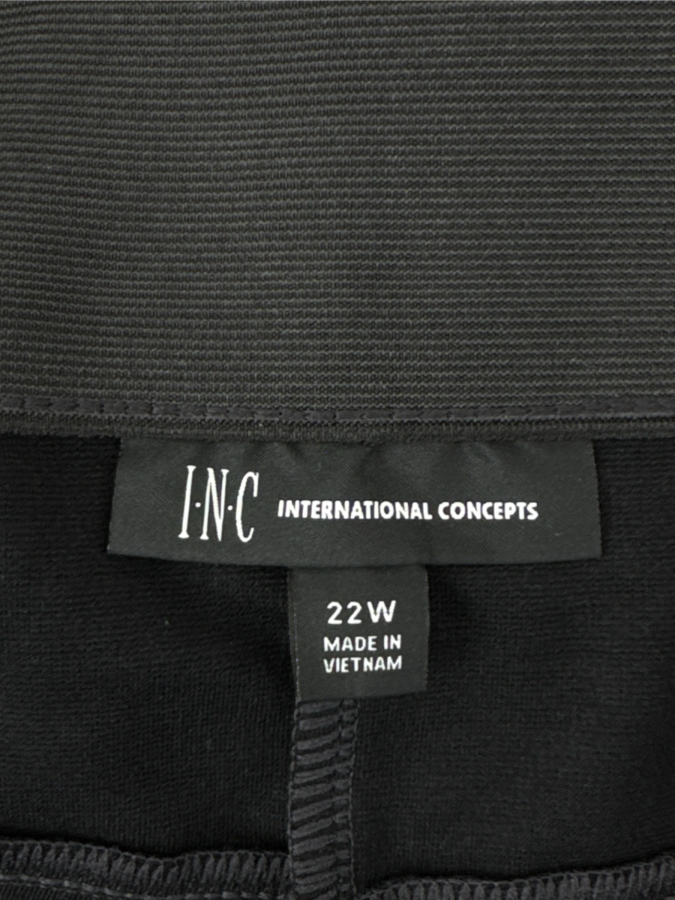 I·N·C INTERNATIONAL CONCEPTS
22W
MADE IN
VIETNAM